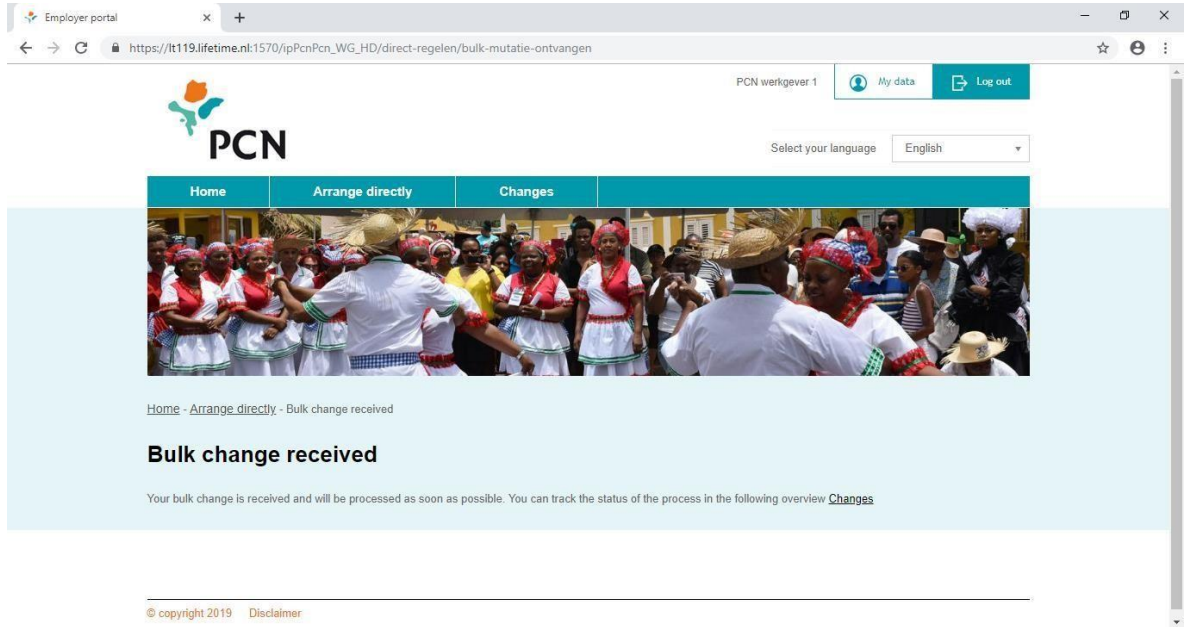 Employer portal
https://lt119.lifetime.nl:1570/ipPcnPcn_WG_HD/direct-regelen/bulk-mutatie-ontvangen
PCN werkgever 1 My data Log out
PCN
Select your language English
Home Arrange directly Changes
Home - Arrange directly - Bulk change received
Bulk change received
Your bulk change is received and will be processed as soon as possible. You can track the status of the process in the following overview Changes
© copyright 2019 Disclaimer